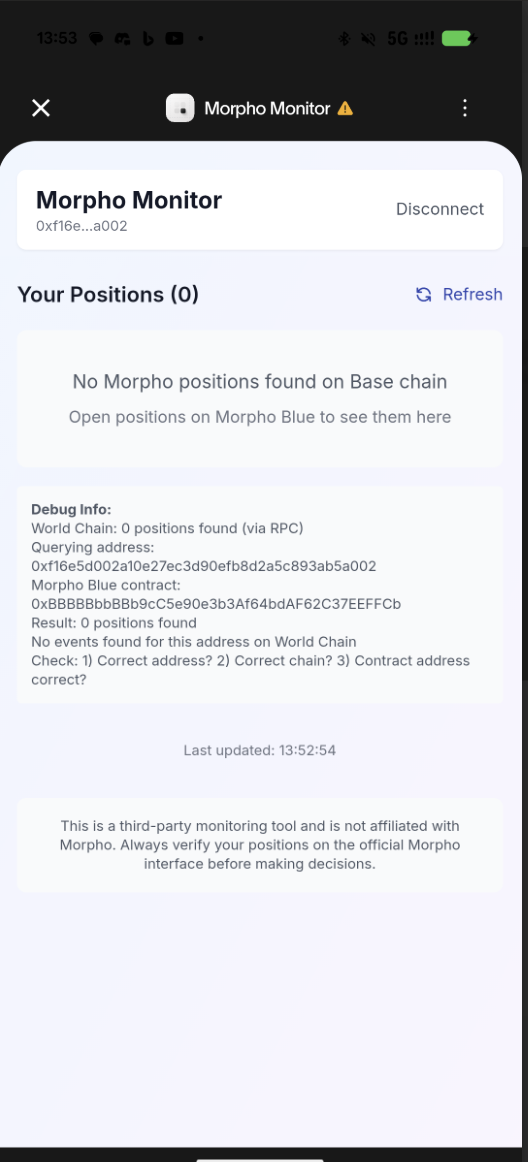 13:53
5G
Morpho Monitor
Morpho Monitor
0xf16e...a002
Disconnect
Your Positions (0)
Refresh
No Morpho positions found on Base chain
Open positions on Morpho Blue to see them here
Debug Info:
World Chain: 0 positions found (via RPC)
Querying address:
0xf16e5d002a10e27ec3d90efb8d2a5c893ab5a002
Morpho Blue contract:
0xBBBBBbbBBb9cC5e90e3b3Af64bdAF62C37EEFFCb
Result: 0 positions found
No events found for this address on World Chain
Check: 1) Correct address? 2) Correct chain? 3) Contract address
correct?
Last updated: 13:52:54
This is a third-party monitoring tool and is not affiliated with
Morpho. Always verify your positions on the official Morpho
interface before making decisions.